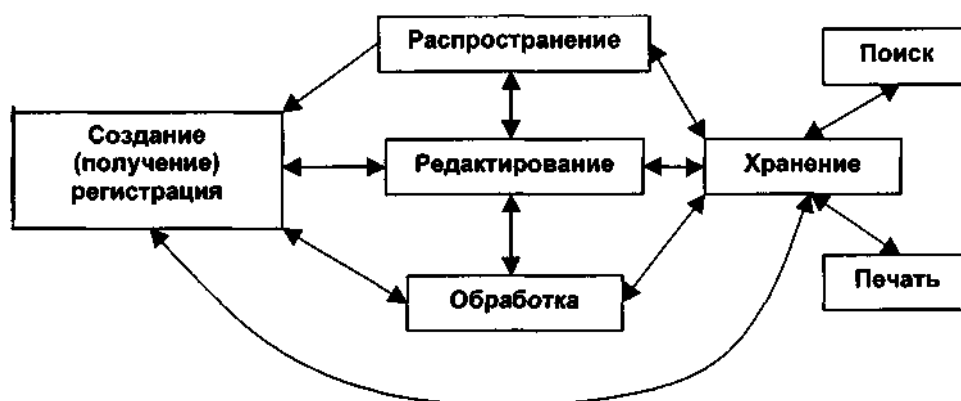 Распространение
Поиск
Создание
(получение)
регистрация
Редактирование
Хранение
Обработка
Печать